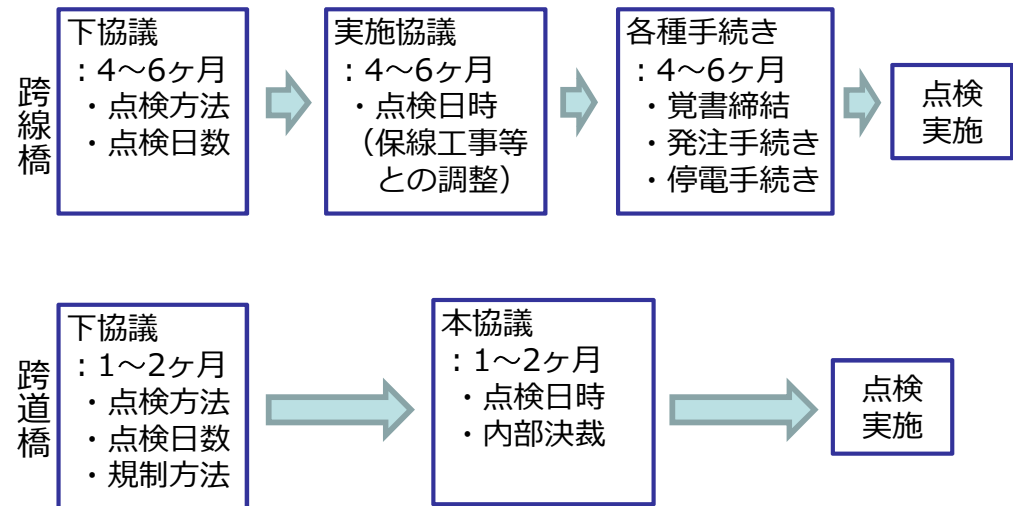 跨線橋
下協議
：4～6ヶ月
・点検方法
・点検日数
実施協議
：4～6ヶ月
・点検日時
（保線工事等
との調整）
各種手続き
：4～6ヶ月
・覚書締結
・発注手続き
・停電手続き
点検
実施
跨道橋
下協議
：1～2ヶ月
・点検方法
・点検日数
・規制方法
本協議
：1～2ヶ月
・点検日時
・内部決裁
点検
実施